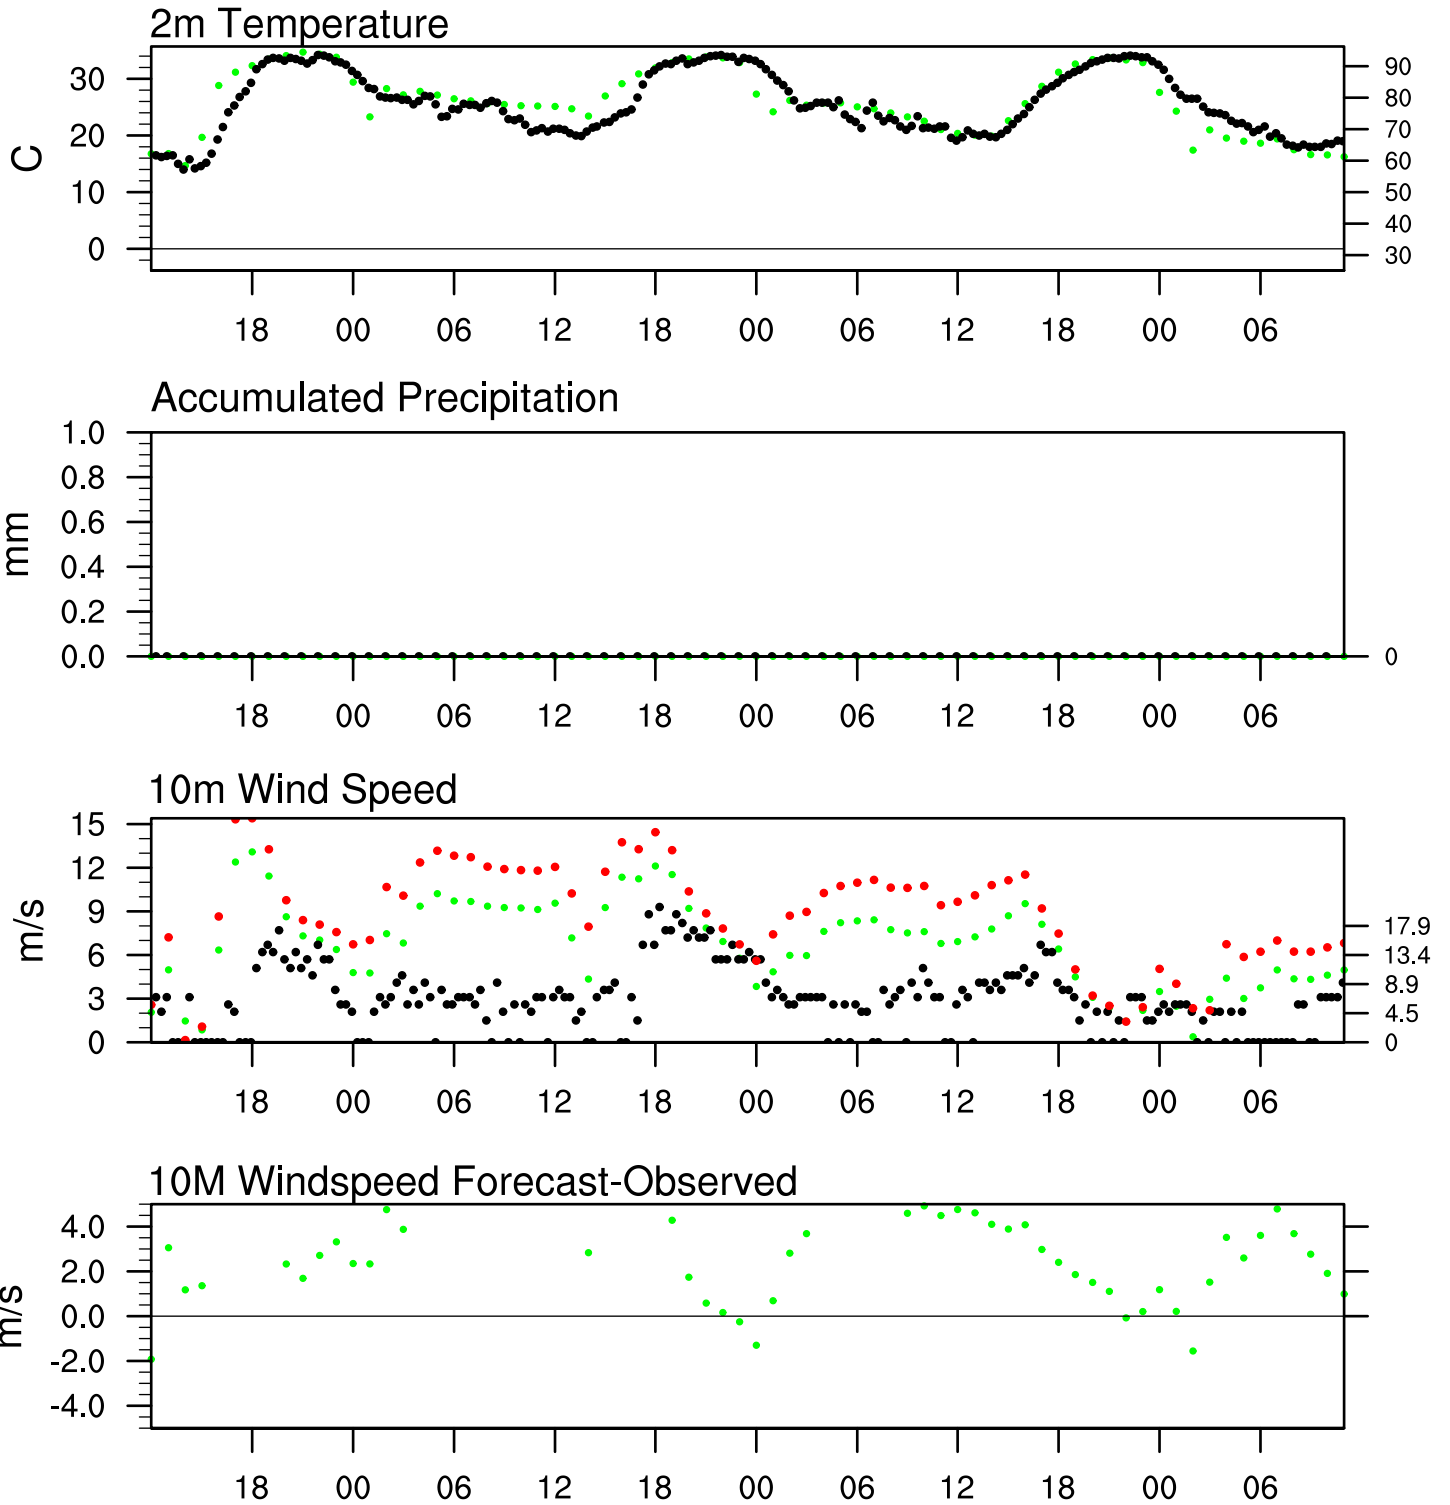 2m Temperature
30
20
10
0
C
90
80
70
60
50
40
30
18 00 06 12 18 00 06 12 18 00 06
Accumulated Precipitation
1.0
0.8
0.6
0.4
0.2
0.0
mm
0
18 00 06 12 18 00 06 12 18 00 06
10m Wind Speed
15
12
9
6
3
0
m/s
17.9
13.4
8.9
4.5
0
18 00 06 12 18 00 06 12 18 00 06
10M Windspeed Forecast-Observed
4.0
2.0
0.0
-2.0
-4.0
m/s
18 00 06 12 18 00 06 12 18 00 06